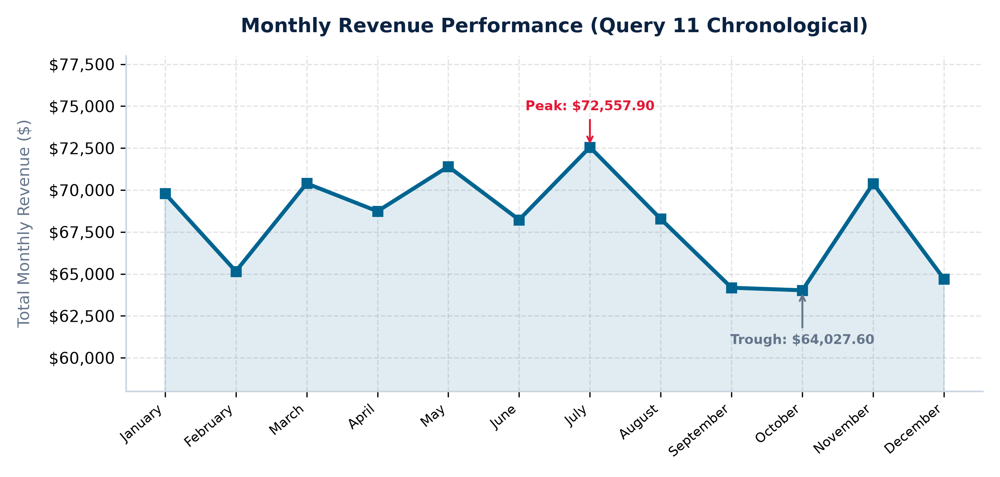 Monthly Revenue Performance (Query 11 Chronological)
Total Monthly Revenue ($)
$77,500
$75,000
$72,500
$70,000
$67,500
$65,000
$62,500
$60,000
Peak: $72,557.90
Trough: $64,027.60
January
February
March
April
May
June
July
August
September
October
November
December